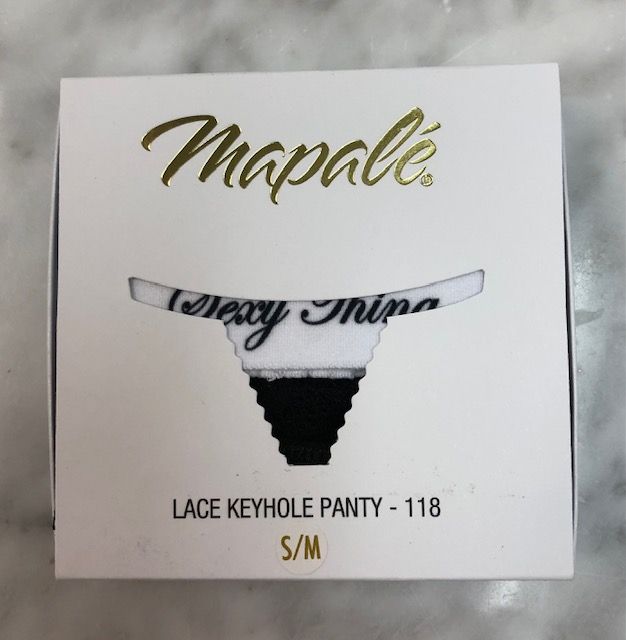 Mapalé®
Sexy Thing
LACE KEYHOLE PANTY - 118
S/M